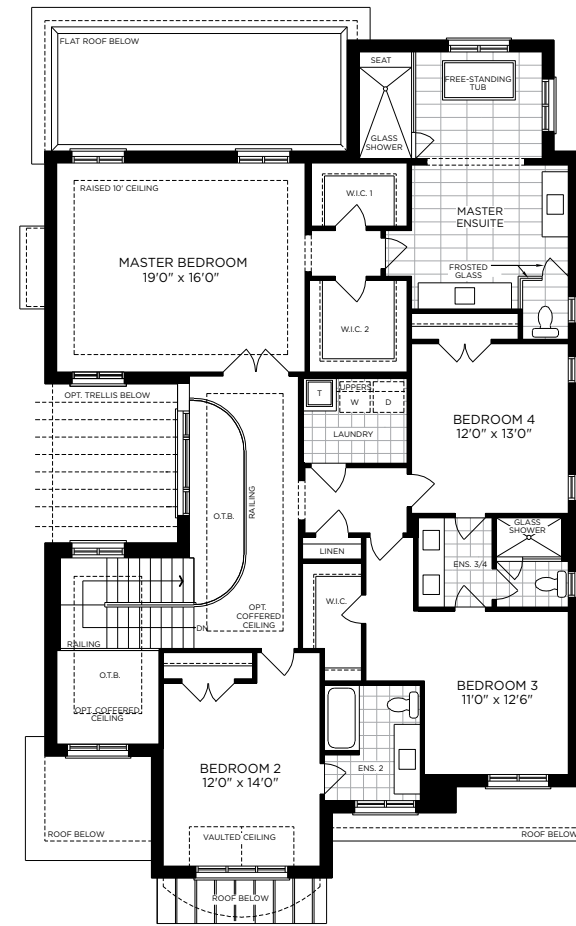 FLAT ROOF BELOW
SEAT
FREE-STANDING
TUB
GLASS
SHOWER
RAISED 10' CEILING
W.I.C. 1
MASTER
ENSUITE
MASTER BEDROOM
19'0" x 16'0"
FROSTED
GLASS
W.I.C. 2
OPT. TRELLIS BELOW
T
UPPERS
W
D
LAUNDRY
BEDROOM 4
12'0" x 13'0"
O.T.B.
RAILING
GLASS
SHOWER
LINEN
ENS. 3/4
W.I.C.
OPT.
COFFERED
CEILING
DN
RAILING
O.T.B.
OPT. COFFERED
CEILING
BEDROOM 3
11'0" x 12'6"
BEDROOM 2
12'0" x 14'0"
ENS. 2
ROOF BELOW
VAULTED CEILING
ROOF BELOW
ROOF BELOW